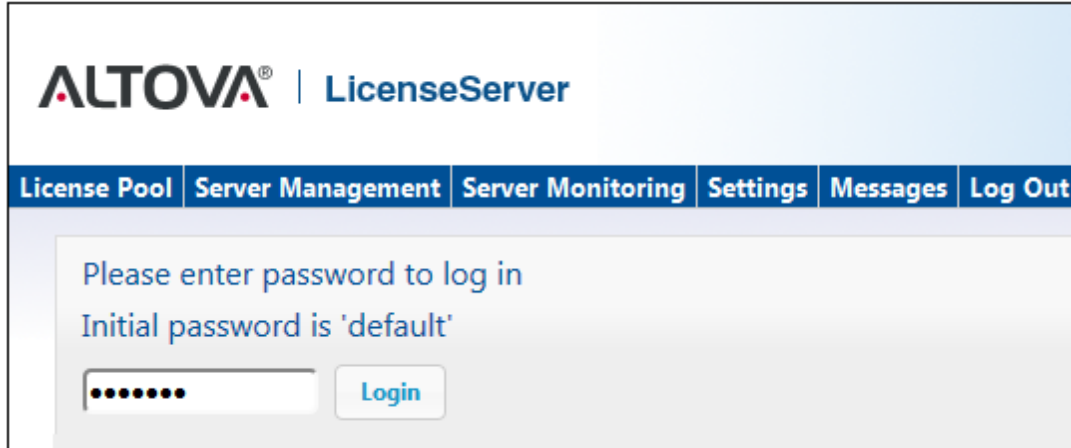 ALTOVA® | LicenseServer
License Pool | Server Management | Server Monitoring | Settings | Messages | Log Out
Please enter password to log in
Initial password is 'default'
••••••• Login